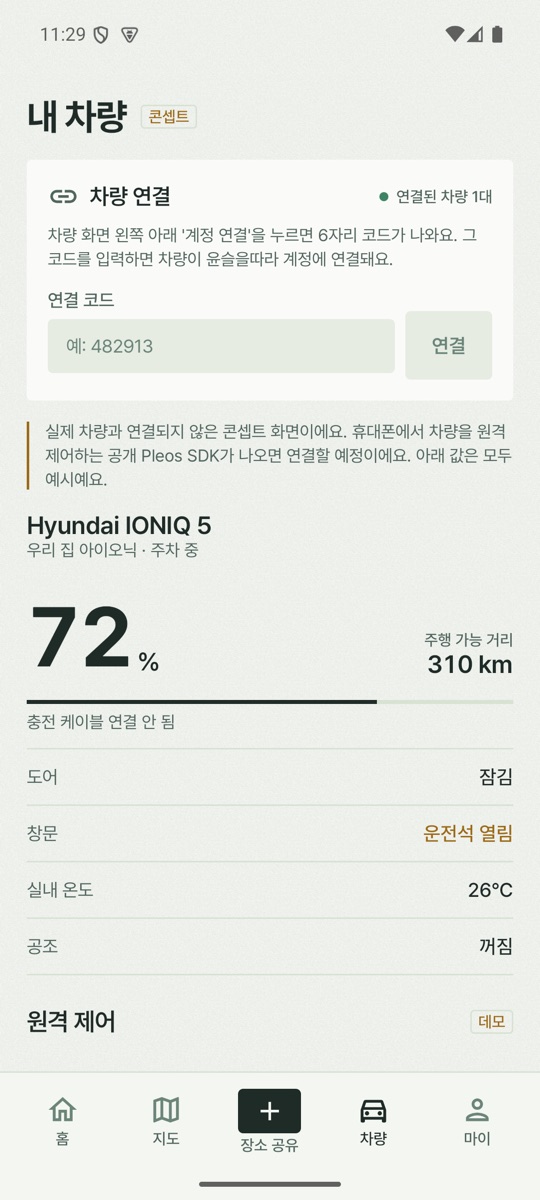 11:29
내 차량 콘셉트
차량 연결
연결된 차량 1대
차량 화면 왼쪽 아래 '계정 연결'을 누르면 6자리 코드가 나와요. 그
코드를 입력하면 차량이 윤슬을따라 계정에 연결돼요.
연결 코드
예: 482913
연결
실제 차량과 연결되지 않은 콘셉트 화면이에요. 휴대폰에서 차량을 원격
제어하는 공개 Pleos SDK가 나오면 연결할 예정이에요. 아래 값은 모두
예시예요.
Hyundai IONIQ 5
우리 집 아이오닉 · 주차 중
72 %
주행 가능 거리
310 km
충전 케이블 연결 안 됨
도어 잠김
창문 운전석 열림
실내 온도 26°C
공조 꺼짐
원격 제어 데모
홈 지도 장소 공유 차량 마이